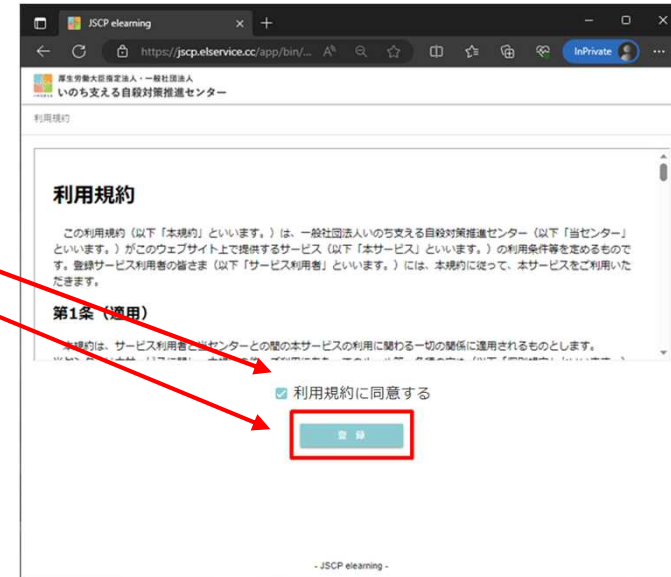 JSCP elearning
https://jscp.elservice.cc/app/bin/...
InPrivate
厚生労働大臣指定法人・一般社団法人
いのち支える自殺対策推進センター
利用規約
利用規約
この利用規約（以下「本規約」といいます。）は、一般社団法人いのち支える自殺対策推進センター（以下「当センター」
といいます。）がこのウェブサイト上で提供するサービス（以下「本サービス」といいます。）の利用条件等を定めるもので
す。登録サービス利用者の皆さま（以下「サービス利用者」といいます。）には、本規約に従って、本サービスをご利用いた
だきます。
第1条（適用）
本規約は、サービス利用者と当センターとの間の本サービスの利用に関わる一切の関係に適用されるものとします。
利用規約に同意する
登 録
- JSCP elearning -